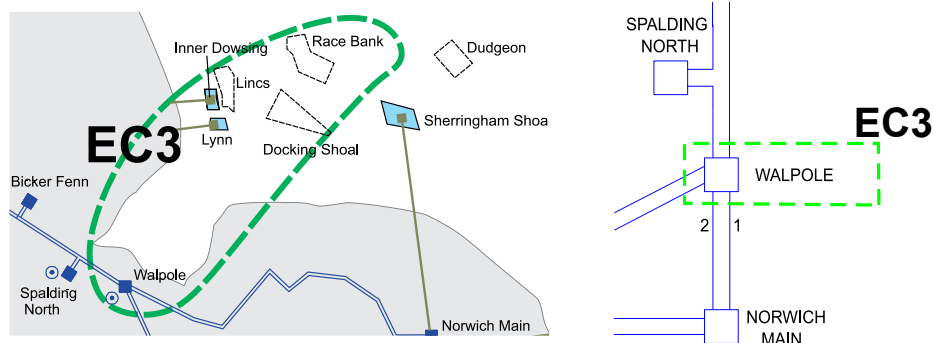 Inner Dowsing
Race Bank
Dudgeon
Lincs
Sherringham Shoa
EC3
Lynn
Docking Shoal
Bicker Fenn
Walpole
Spalding
North
Norwich Main
SPALDING
NORTH
EC3
WALPOLE
2 1
NORWICH
MAIN